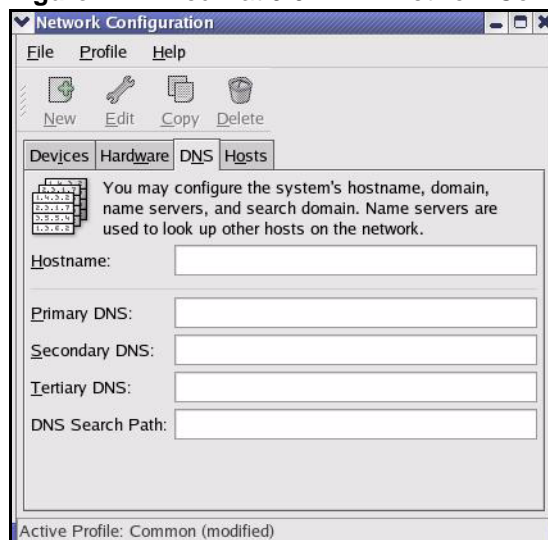 Network Configuration
File Profile Help
New Edit Copy Delete
Devices Hardware DNS Hosts
You may configure the system's hostname, domain,
name servers, and search domain. Name servers are
used to look up other hosts on the network.
Hostname:
Primary DNS:
Secondary DNS:
Tertiary DNS:
DNS Search Path:
Active Profile: Common (modified)